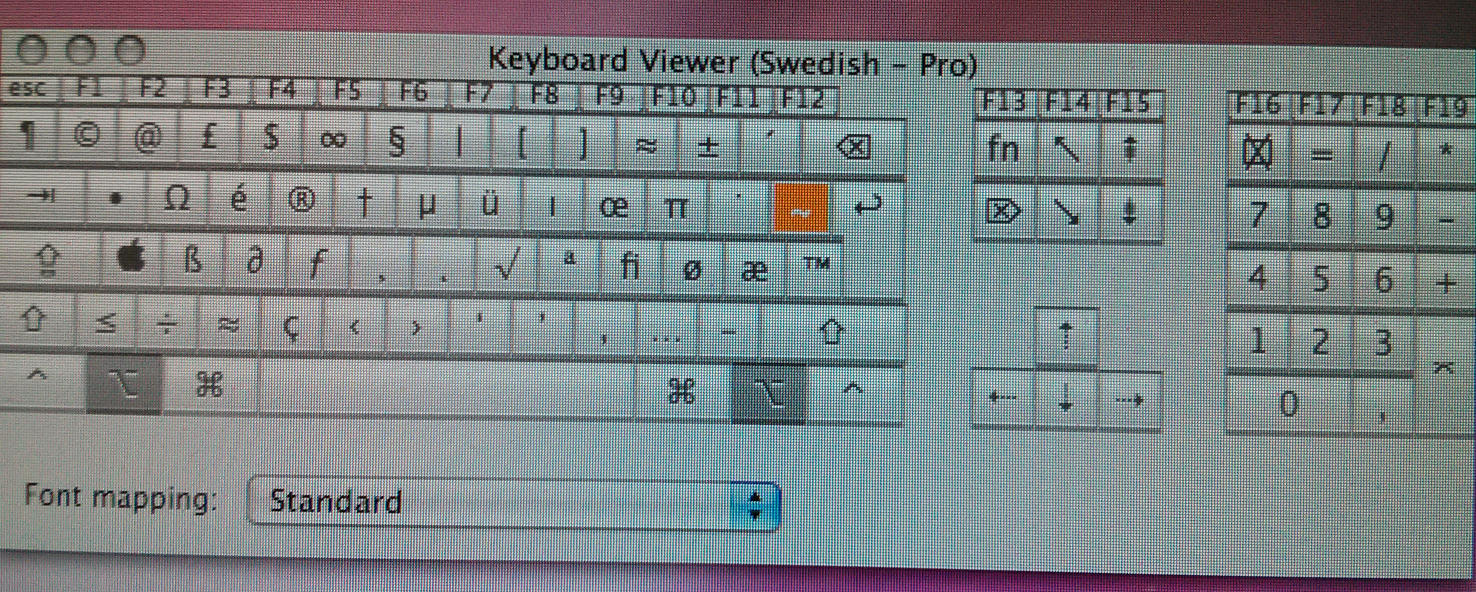 Keyboard Viewer (Swedish – Pro)
esc F1 F2 F3 F4 F5 F6 F7 F8 F9 F10 F11 F12 F13 F14 F15 F16 F17 F18 F19
¶ © @ £ $ ∞ § | [ ] ≈ ± ´ ⌫ fn ↖ ⇞ ⌧ = / *
⇥ • Ω é ® † µ ü ı œ π ˙ ~ ↩ ⌦ ↘ ⇟ 7 8 9 -
⇪  ß ∂ ƒ ¸ ˛ √ ª fi ø æ ™ 4 5 6 +
⇧ ≤ ÷ ≈ ç ‹ › ‘ ’ ‚ … – ⇧ ⇡ 1 2 3 ⌤
^ ⌥ ⌘ ⌘ ⌥ ^ ⇠ ⇣ ⇢ 0 ,
Font mapping: Standard